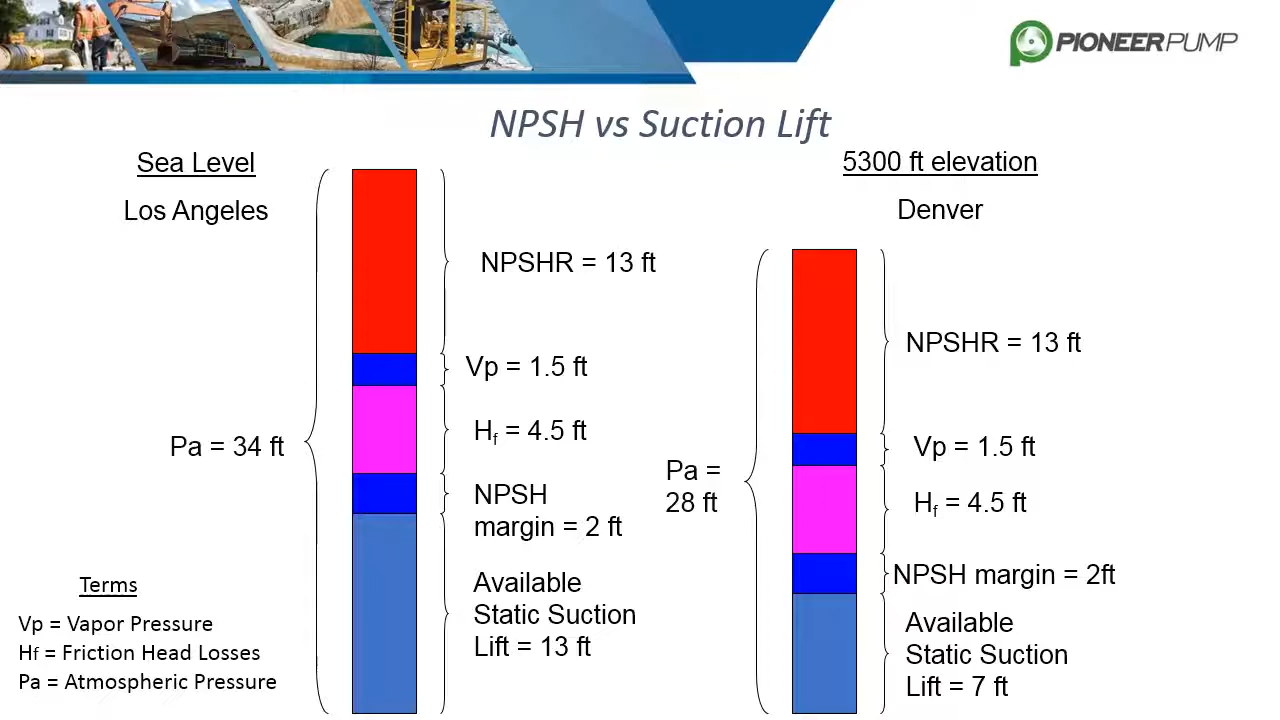 PIONEERPUMP
NPSH vs Suction Lift
Sea Level
Los Angeles
Pa = 34 ft
NPSHR = 13 ft
Vp = 1.5 ft
Hf = 4.5 ft
NPSH
margin = 2 ft
Available
Static Suction
Lift = 13 ft
5300 ft elevation
Denver
Pa =
28 ft
NPSHR = 13 ft
Vp = 1.5 ft
Hf = 4.5 ft
NPSH margin = 2ft
Available
Static Suction
Lift = 7 ft
Terms
Vp = Vapor Pressure
Hf = Friction Head Losses
Pa = Atmospheric Pressure